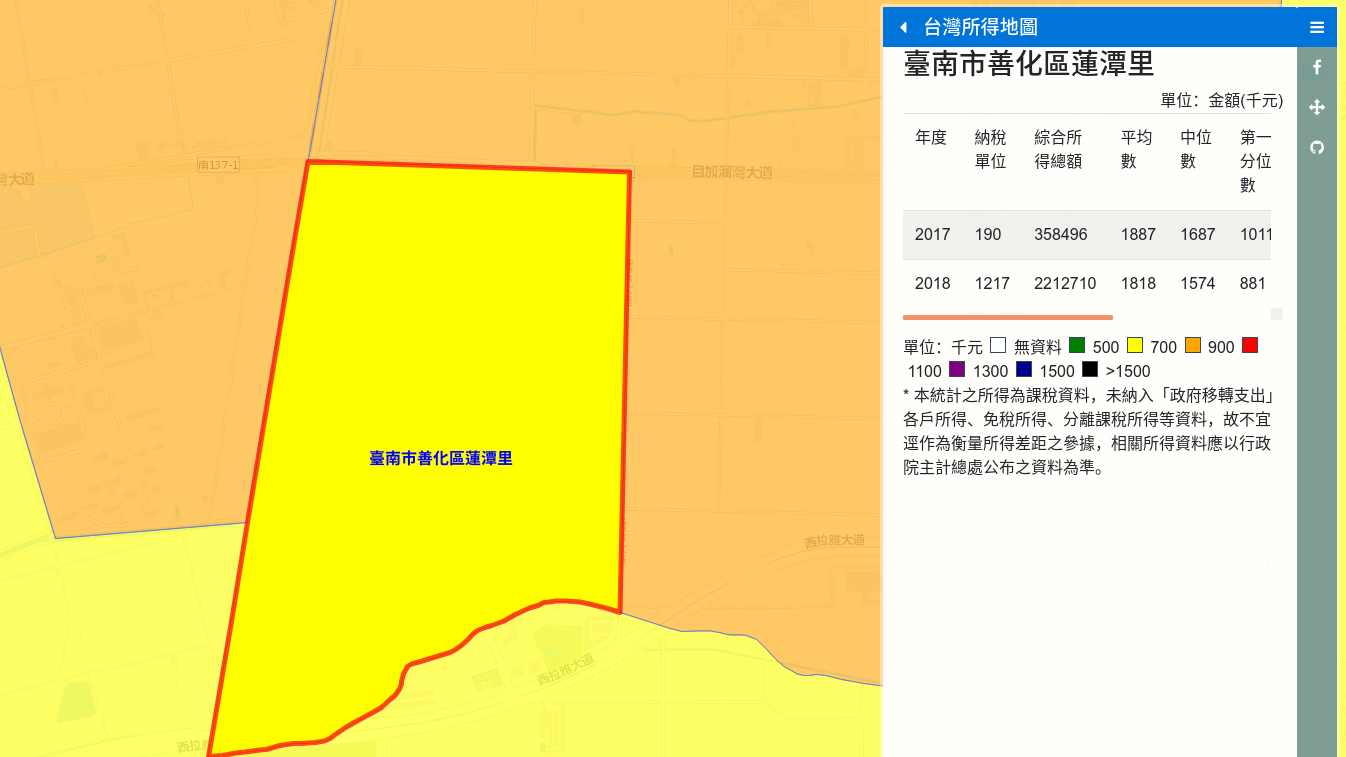 台灣所得地圖
臺南市善化區蓮潭里
單位：金額(千元)
年度 納稅單位 綜合所得總額 平均數 中位數 第一分位數
2017 190 358496 1887 1687 1011
2018 1217 2212710 1818 1574 881
單位：千元 無資料 500 700 900
1100 1300 1500 >1500
* 本統計之所得為課稅資料，未納入「政府移轉支出」
各戶所得、免稅所得、分離課稅所得等資料，故不宜
逕作為衡量所得差距之參據，相關所得資料應以行政
院主計總處公布之資料為準。
南137-1
灣大道
目加溜灣大道
臺南市善化區蓮潭里
西拉雅大道
西拉雅大道
西拉雅